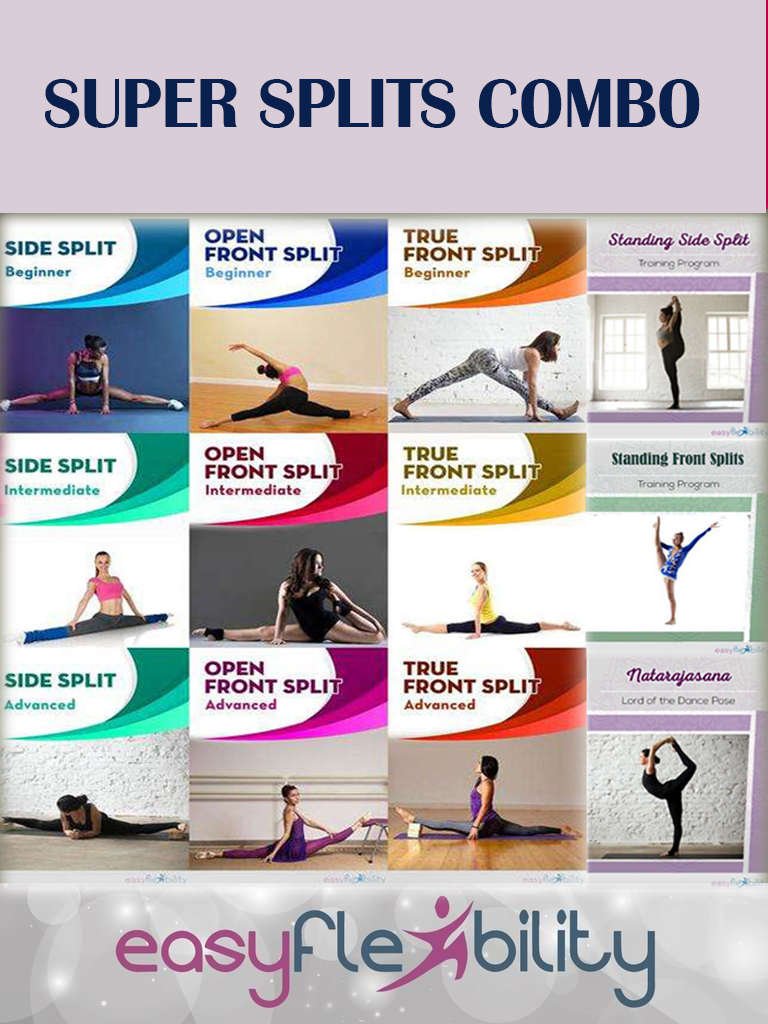 SUPER SPLITS COMBO
SIDE SPLIT
Beginner
OPEN
FRONT SPLIT
Beginner
TRUE
FRONT SPLIT
Beginner
Standing Side Split
Training Program
easyflexibility
SIDE SPLIT
Intermediate
OPEN
FRONT SPLIT
Intermediate
TRUE
FRONT SPLIT
Intermediate
Standing Front Splits
Training Program
easyflexibility
SIDE SPLIT
Advanced
OPEN
FRONT SPLIT
Advanced
TRUE
FRONT SPLIT
Advanced
Natarajasana
Lord of the Dance Pose
easyflexibility
easyflexibility
easyflexibility
easyflexibility
easyflexibility